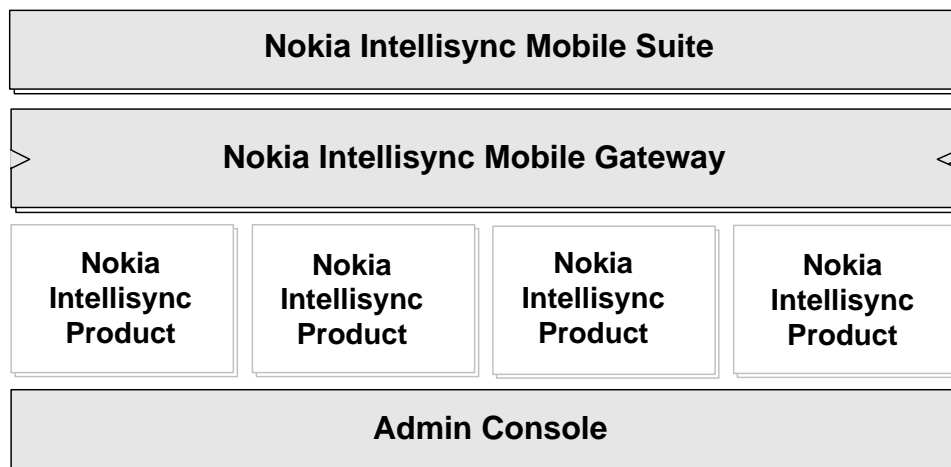 Nokia Intellisync Mobile Suite
Nokia Intellisync Mobile Gateway
Nokia
Intellisync
Product
Nokia
Intellisync
Product
Nokia
Intellisync
Product
Nokia
Intellisync
Product
Admin Console